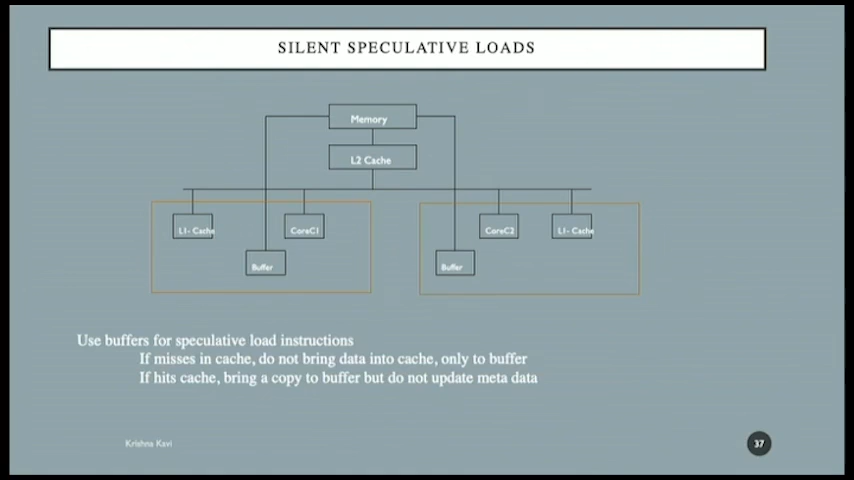 SILENT SPECULATIVE LOADS
Memory
L2 Cache
L1- Cache
CoreC1
CoreC2
L1- Cache
Buffer
Buffer
Use buffers for speculative load instructions
If misses in cache, do not bring data into cache, only to buffer
If hits cache, bring a copy to buffer but do not update meta data
Krishna Kavi
37